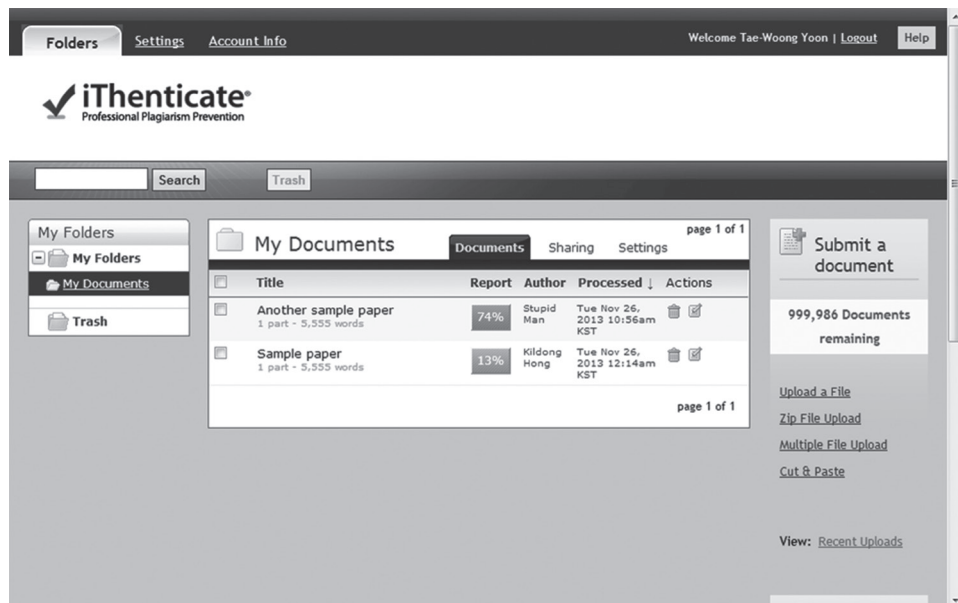 Folders Settings Account Info Welcome Tae-Woong Yoon | Logout Help
iThenticate®
Professional Plagiarism Prevention
Search Trash
My Folders
My Folders
My Documents
Trash
page 1 of 1
My Documents Documents Sharing Settings
Title Report Author Processed ↓ Actions
Another sample paper 74% Stupid Man Tue Nov 26, 2013 10:56am KST
1 part - 5,555 words
Sample paper 13% Kildong Hong Tue Nov 26, 2013 12:14am KST
1 part - 5,555 words
page 1 of 1
Submit a
document
999,986 Documents
remaining
Upload a File
Zip File Upload
Multiple File Upload
Cut & Paste
View: Recent Uploads